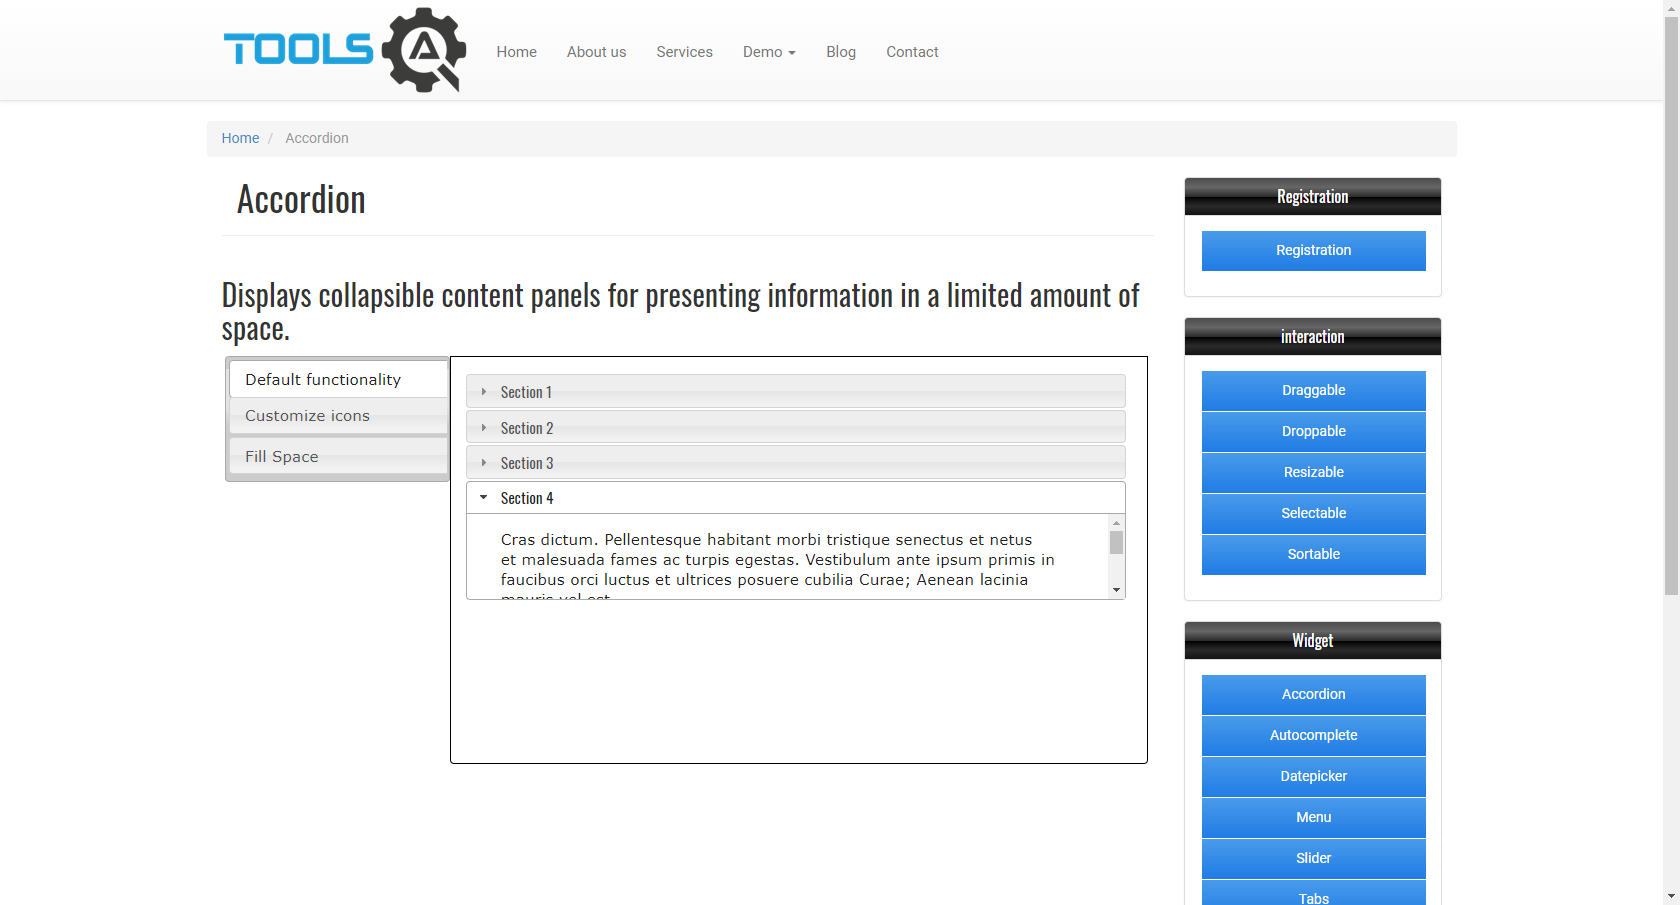 TOOLS
Home About us Services Demo Blog Contact
Home / Accordion
Accordion
Displays collapsible content panels for presenting information in a limited amount of
space.
Default functionality
Customize icons
Fill Space
Section 1
Section 2
Section 3
Section 4
Cras dictum. Pellentesque habitant morbi tristique senectus et netus
et malesuada fames ac turpis egestas. Vestibulum ante ipsum primis in
faucibus orci luctus et ultrices posuere cubilia Curae; Aenean lacinia
mauris vel est.
Registration
Registration
interaction
Draggable
Droppable
Resizable
Selectable
Sortable
Widget
Accordion
Autocomplete
Datepicker
Menu
Slider
Tabs